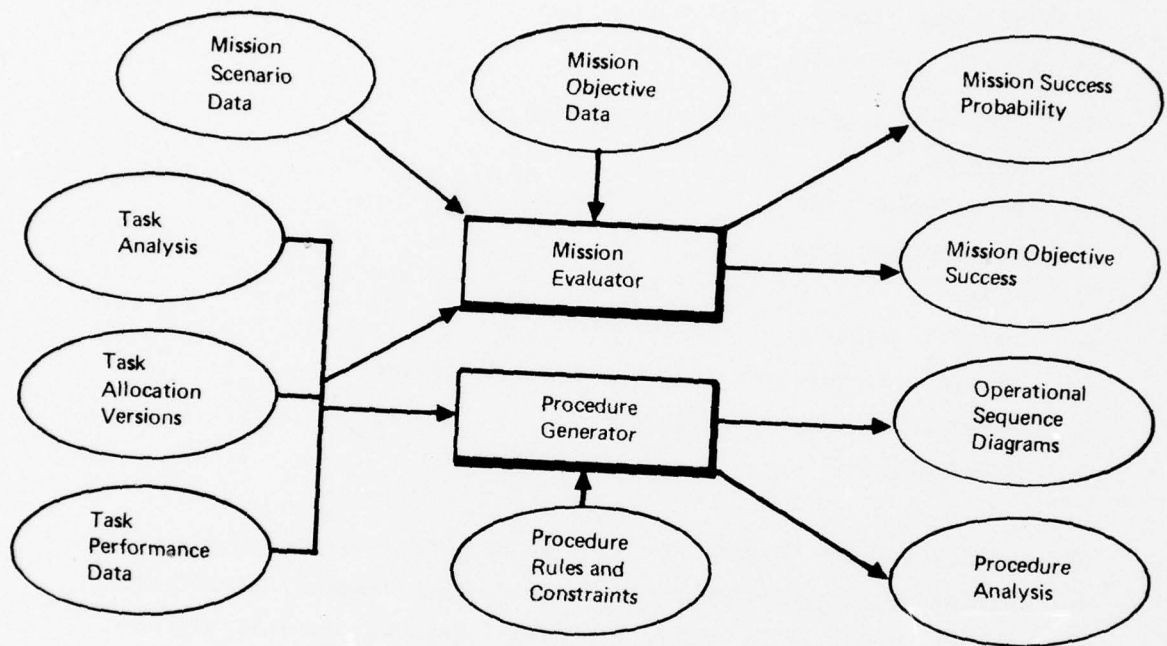 Mission
Scenario
Data
Mission
Objective
Data
Mission Success
Probability
Task
Analysis
Mission
Evaluator
Mission Objective
Success
Task
Allocation
Versions
Procedure
Generator
Operational
Sequence
Diagrams
Task
Performance
Data
Procedure
Rules and
Constraints
Procedure
Analysis